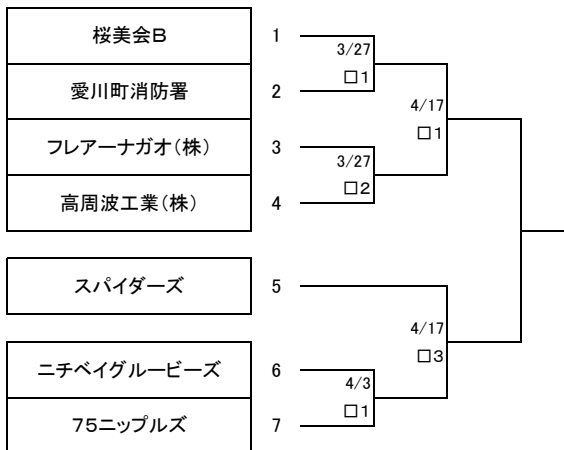 桜美会B 1
3/27
□1
愛川町消防署 2
4/17
□1
フレアーナガオ(株) 3
3/27
□2
高周波工業(株) 4
スパイダーズ 5
4/17
□3
ニチベイグルービーズ 6
4/3
□1
75ニップルズ 7